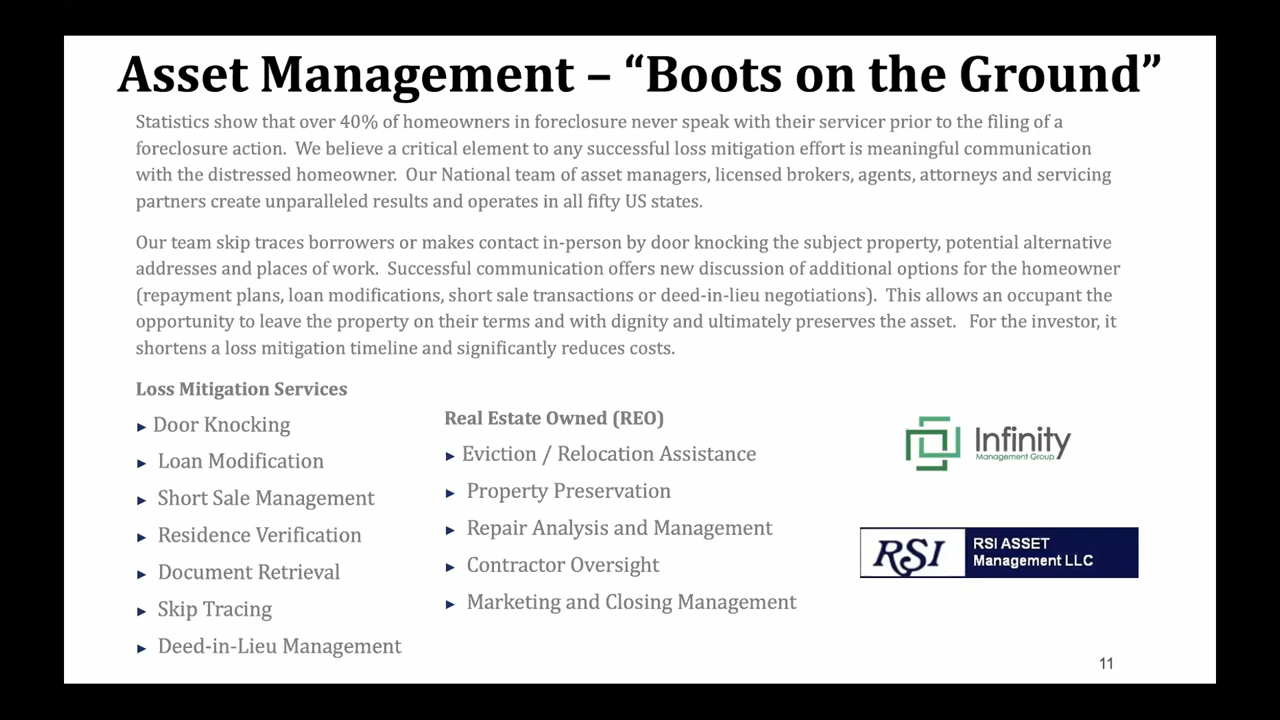 Asset Management – “Boots on the Ground”
Statistics show that over 40% of homeowners in foreclosure never speak with their servicer prior to the filing of a
foreclosure action.  We believe a critical element to any successful loss mitigation effort is meaningful communication
with the distressed homeowner.  Our National team of asset managers, licensed brokers, agents, attorneys and servicing
partners create unparalleled results and operates in all fifty US states.
Our team skip traces borrowers or makes contact in-person by door knocking the subject property, potential alternative
addresses and places of work.  Successful communication offers new discussion of additional options for the homeowner
(repayment plans, loan modifications, short sale transactions or deed-in-lieu negotiations).  This allows an occupant the
opportunity to leave the property on their terms and with dignity and ultimately preserves the asset.   For the investor, it
shortens a loss mitigation timeline and significantly reduces costs.
Loss Mitigation Services
► Door Knocking
► Loan Modification
► Short Sale Management
► Residence Verification
► Document Retrieval
► Skip Tracing
► Deed-in-Lieu Management
Real Estate Owned (REO)
► Eviction / Relocation Assistance
► Property Preservation
► Repair Analysis and Management
► Contractor Oversight
► Marketing and Closing Management
Infinity
Management Group
RSI
RSI ASSET
Management LLC
11